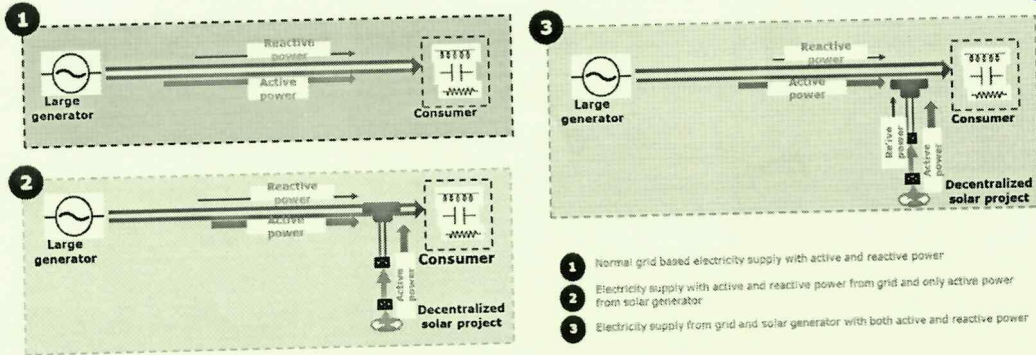 1
Reactive
power
Active
power
Large
generator
Consumer
2
Reactive
power
Active
power
Large
generator
Active
power
Consumer
Decentralized
solar project
3
Reactive
power
Active
power
Large
generator
Re'ive
power
Active
power
Consumer
Decentralized
solar project
1 Normal grid based electricity supply with active and reactive power
2 Electricity supply with active and reactive power from grid and only active power
from solar generator
3 Electricity supply from grid and solar generator with both active and reactive power